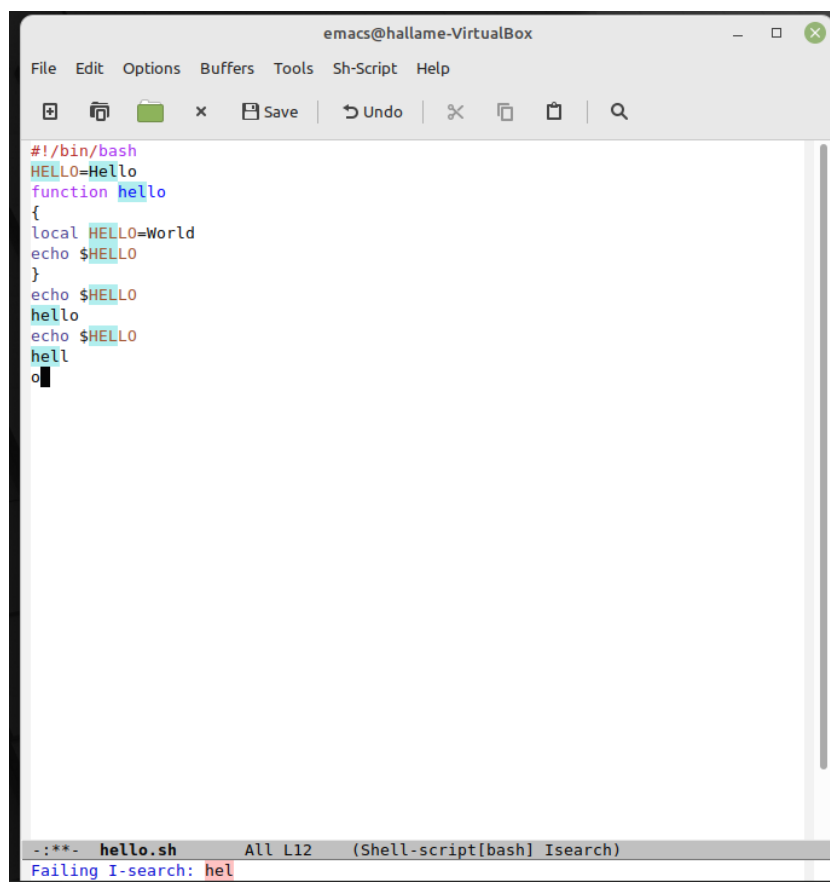 emacs@hallame-VirtualBox
File Edit Options Buffers Tools Sh-Script Help
Save Undo
#!/bin/bash
HELLO=Hello
function hello
{
local HELLO=World
echo $HELLO
}
echo $HELLO
hello
echo $HELLO
hell
o
-:**- hello.sh All L12 (Shell-script[bash] Isearch)
Failing I-search: hel